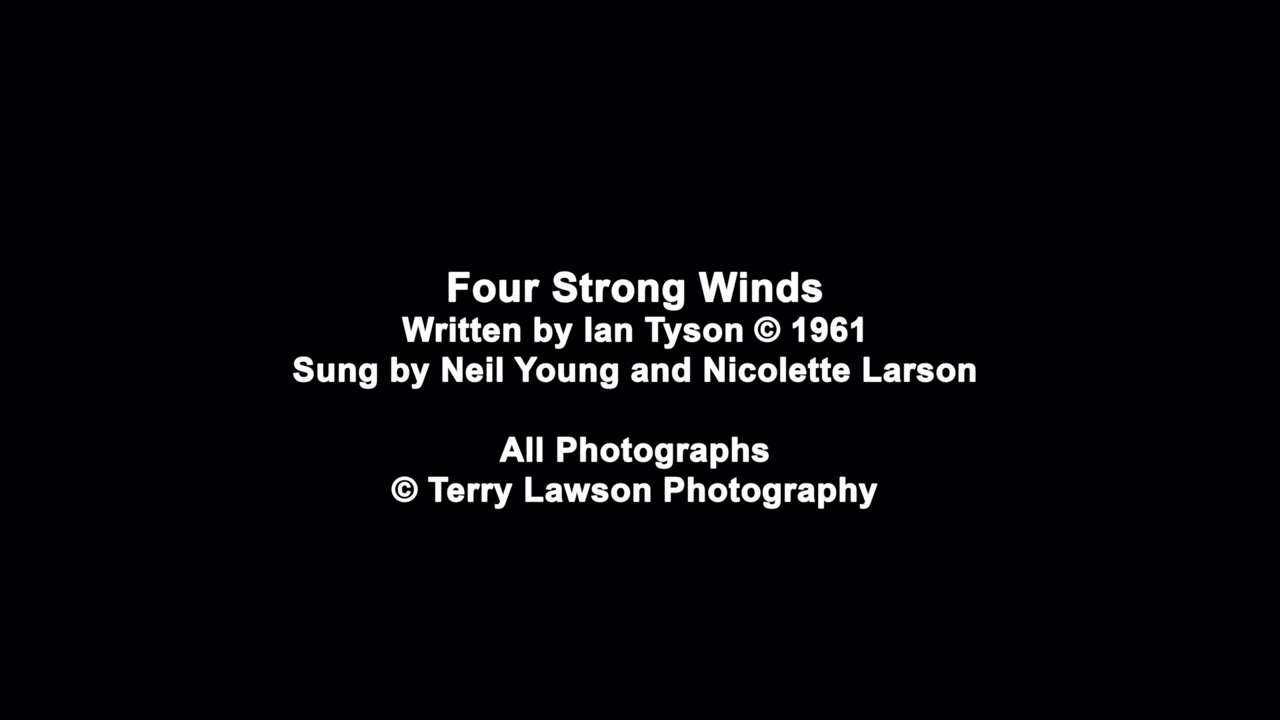 Four Strong Winds
Written by Ian Tyson © 1961
Sung by Neil Young and Nicolette Larson
All Photographs
© Terry Lawson Photography